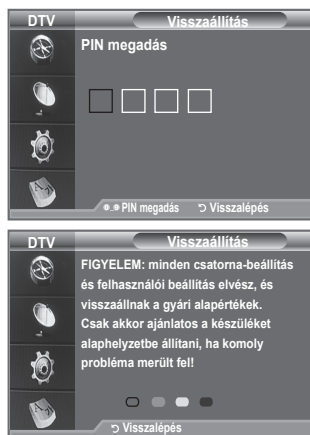 DTV Visszaállítás
PIN megadás
PIN megadás Visszalépés
DTV Visszaállítás
FIGYELEM: minden csatorna-beállítás
és felhasználói beállítás elvész, és
visszaállnak a gyári alapértékek.
Csak akkor ajánlatos a készüléket
alaphelyzetbe állítani, ha komoly
probléma merült fel!
Visszalépés